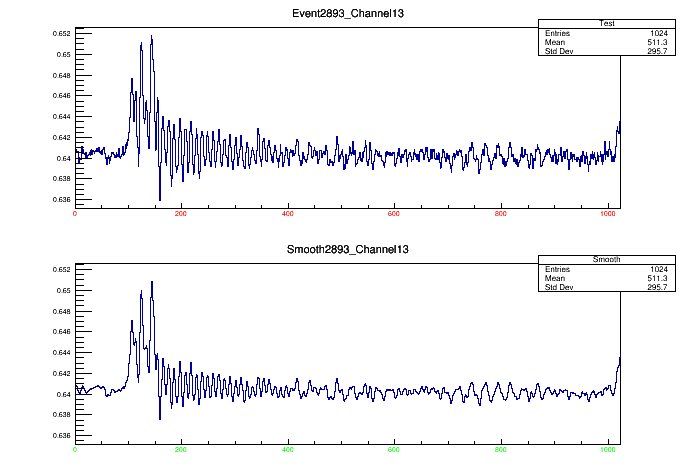 Event2893_Channel13
Test
Entries 1024
Mean 511.3
Std Dev 295.7
0.652
0.65
0.648
0.646
0.644
0.642
0.64
0.638
0.636
0 200 400 600 800 1000
Smooth2893_Channel13
Smooth
Entries 1024
Mean 511.3
Std Dev 295.7
0.652
0.65
0.648
0.646
0.644
0.642
0.64
0.638
0.636
0 200 400 600 800 1000